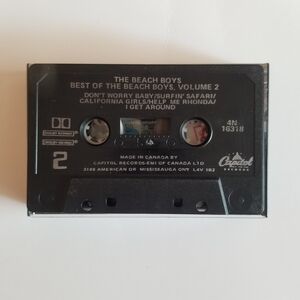 THE BEACH BOYS
BEST OF THE BEACH BOYS, VOLUME 2
DON'T WORRY BABY/SURFIN' SAFARI/
CALIFORNIA GIRLS/HELP ME RHONDA/
I GET AROUND
4N
16318
2
MADE IN CANADA BY
CAPITOL RECORDS-EMI OF CANADA LTD
3109 AMERICAN DR MISSISSAUGA ONT L4V 1B2
Capitol